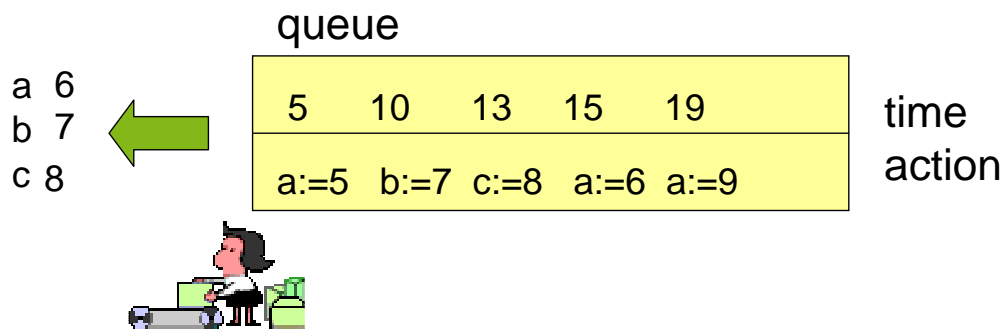 queue
a 6
b 7
c 8
5 10 13 15 19
a:=5 b:=7 c:=8 a:=6 a:=9
time
action